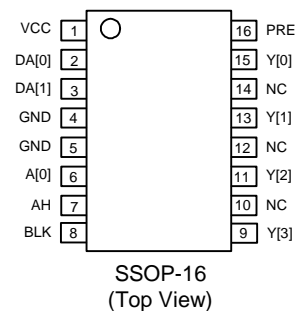 VCC 1 16 PRE
DA[0] 2 15 Y[0]
DA[1] 3 14 NC
GND 4 13 Y[1]
GND 5 12 NC
A[0] 6 11 Y[2]
AH 7 10 NC
BLK 8 9 Y[3]
SSOP-16
(Top View)